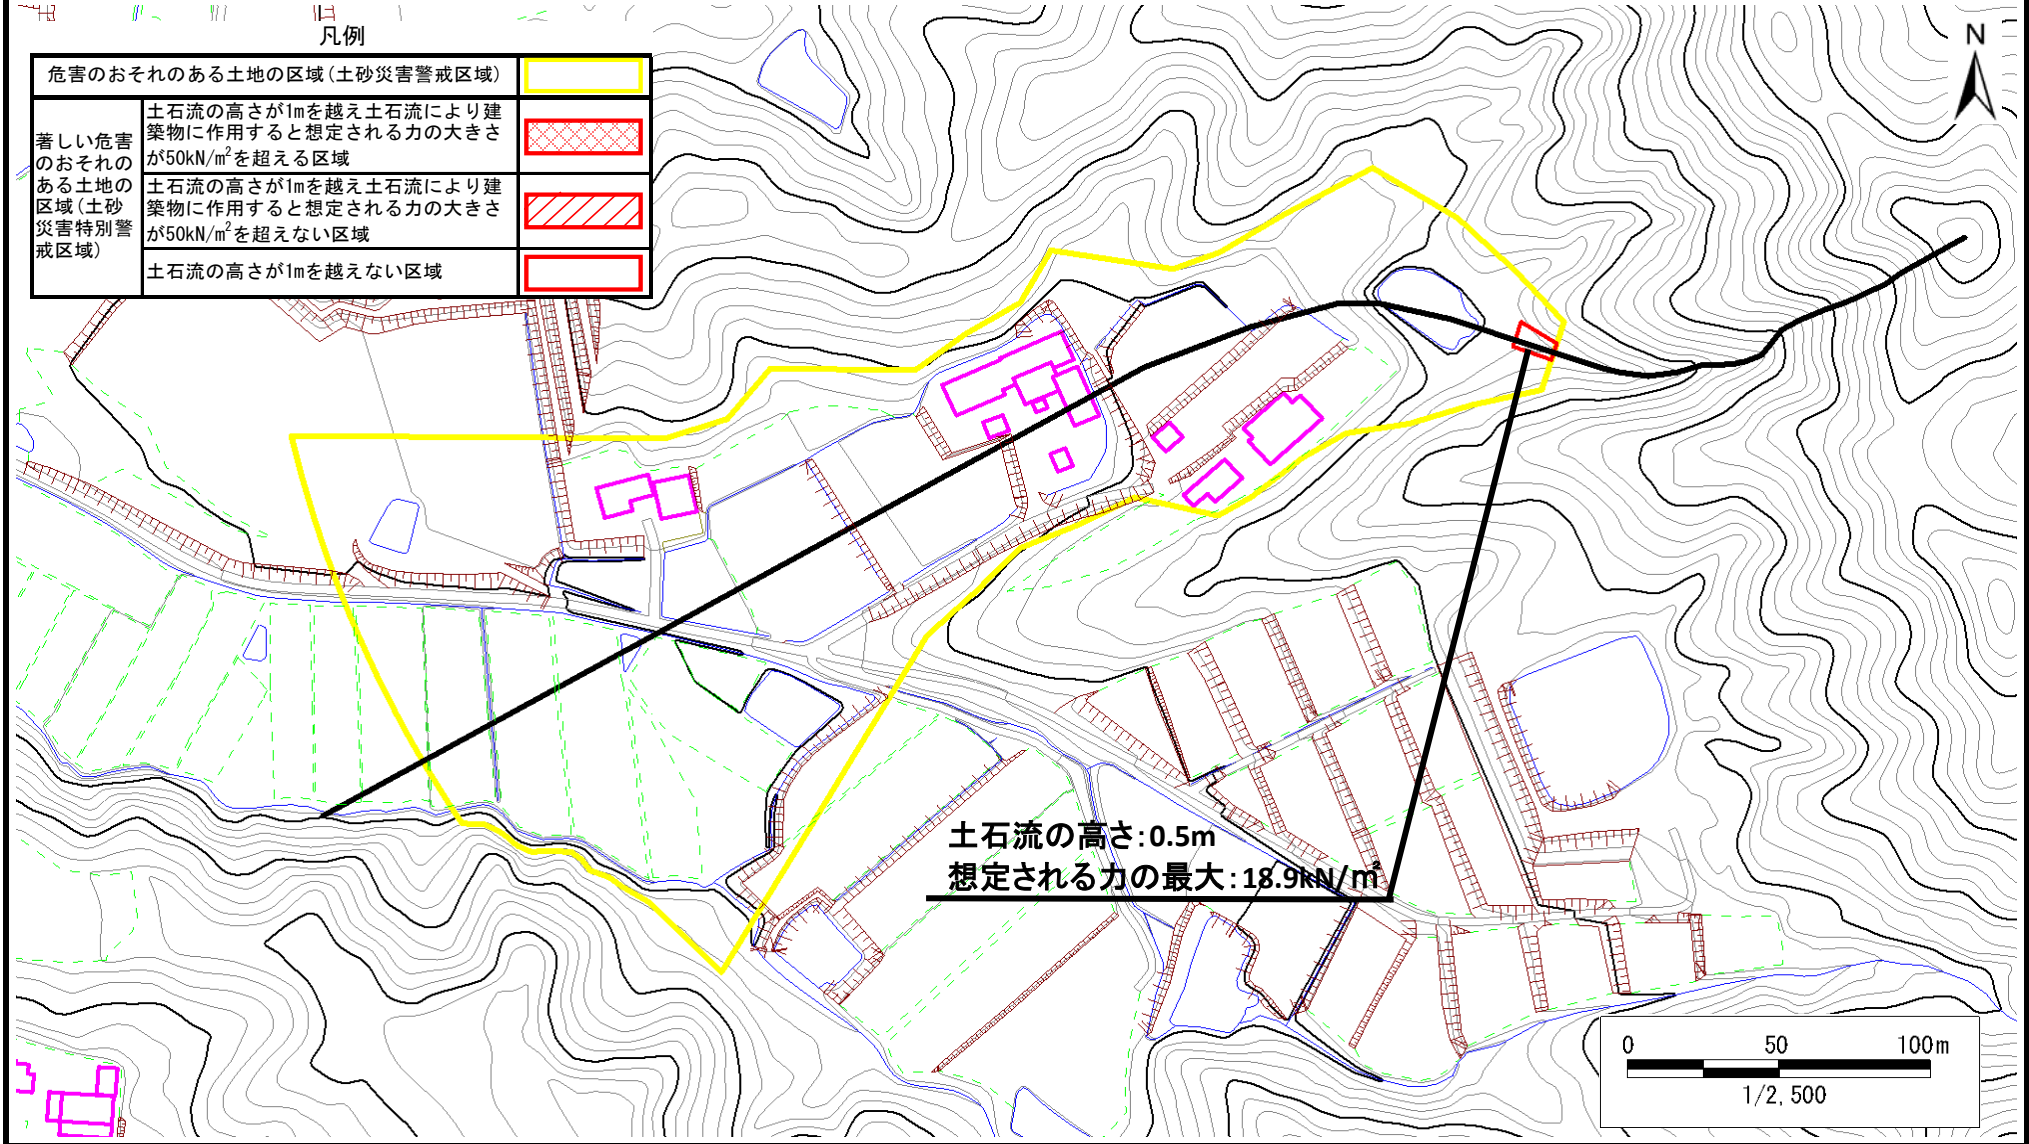 凡例
危害のおそれのある土地の区域(土砂災害警戒区域)
著しい危害
のおそれの
ある土地の
区域(土砂
災害特別警
戒区域)
土石流の高さが1mを越え土石流により建
築物に作用すると想定される力の大きさ
が50kN/m²を超える区域
土石流の高さが1mを越え土石流により建
築物に作用すると想定される力の大きさ
が50kN/m²を超えない区域
土石流の高さが1mを越えない区域
N
土石流の高さ:0.5m
想定される力の最大:18.9kN/㎡
0 50 100m
1/2,500